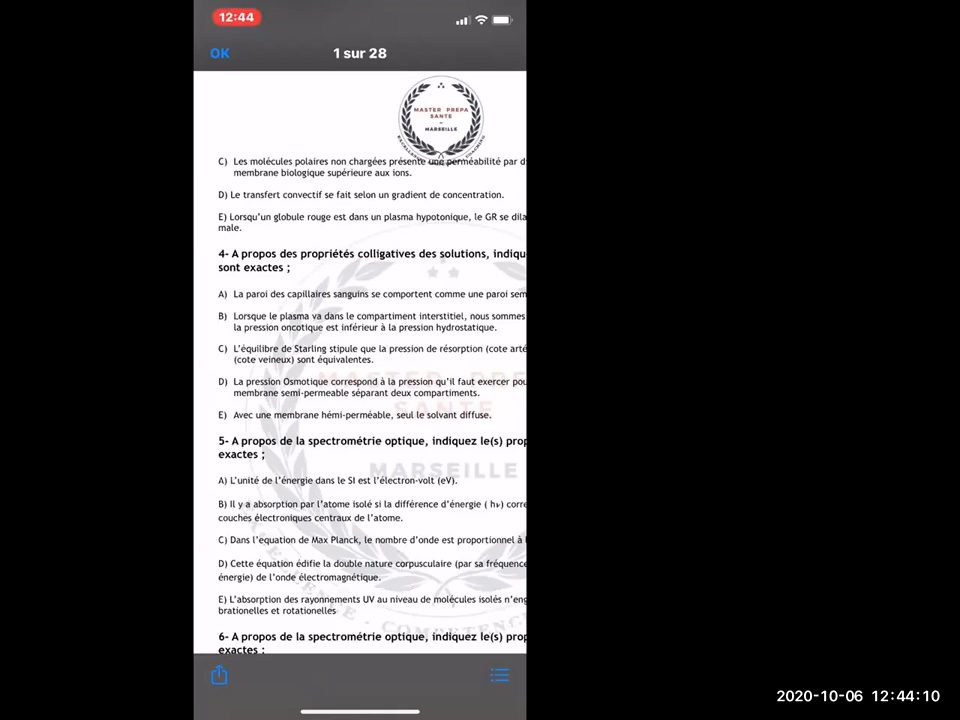 12:44
OK
1 sur 28
MASTER PREPA
SANTE
-
MARSEILLE
C) Les molécules polaires non chargées présente une perméabilité par d
membrane biologique supérieure aux ions.
D) Le transfert convectif se fait selon un gradient de concentration.
E) Lorsqu'un globule rouge est dans un plasma hypotonique, le GR se dila
male.
4- A propos des propriétés colligatives des solutions, indique
sont exactes ;
A) La paroi des capillaires sanguins se comportent comme une paroi sem
B) Lorsque le plasma va dans le compartiment interstitiel, nous sommes
la pression oncotique est inférieur à la pression hydrostatique.
C) L'équilibre de Starling stipule que la pression de résorption (cote arté
(cote veineux) sont équivalentes.
D) La pression Osmotique correspond à la pression qu'il faut exercer pou
membrane semi-permeable séparant deux compartiments.
E) Avec une membrane hémi-perméable, seul le solvant diffuse.
MASTER PRE
SANTE
5- A propos de la spectrométrie optique, indiquez le(s) prop
exactes ;
MARSEILLE
A) L'unité de l'énergie dans le SI est l'électron-volt (eV).
B) Il y a absorption par l'atome isolé si la différence d'énergie ( hν) corre
couches électroniques centraux de l'atome.
C) Dans l'équation de Max Planck, le nombre d'onde est proportionnel à l
D) Cette équation édifie la double nature corpusculaire (par sa fréquence
énergie) de l'onde électromagnétique.
E) L'absorption des rayonnements UV au niveau de molécules isolés n'eng
brationelles et rotationelles
EXCELLENCE - COMPETENC
6- A propos de la spectrométrie optique, indiquez le(s) prop
exactes ;
2020-10-06 12:44:10